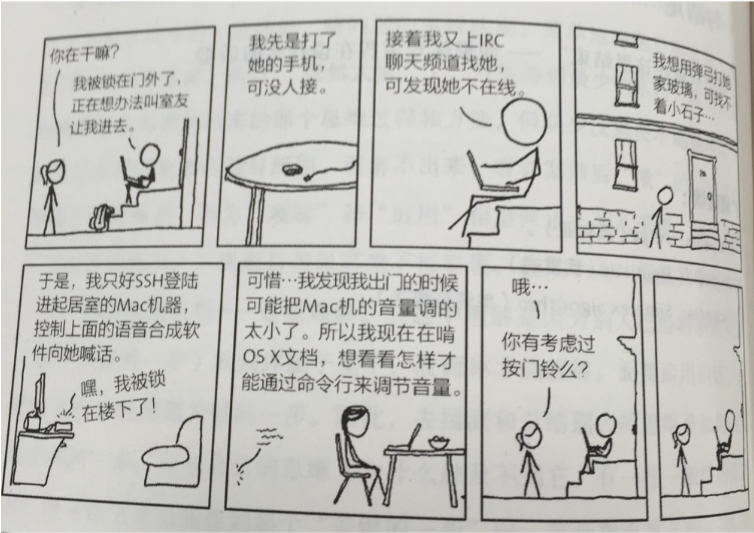 你在干嘛?
我被锁在门外了,
正在想办法叫室友
让我进去。
我先是打了
她的手机,
可没人接。
接着我又上IRC
聊天频道找她,
可发现她不在线。
我想用弹弓打她
家玻璃,可找不
着小石子…
于是,我只好SSH登陆
进起居室的Mac机器,
控制上面的语音合成软
件向她喊话。
嘿,我被锁
在楼下了!
可惜…我发现我出门的时候
可能把Mac机的音量调的
太小了。所以我现在在啃
OS X文档,想看看怎样才
能通过命令行来调节音量。
哦…
你有考虑过
按门铃么?